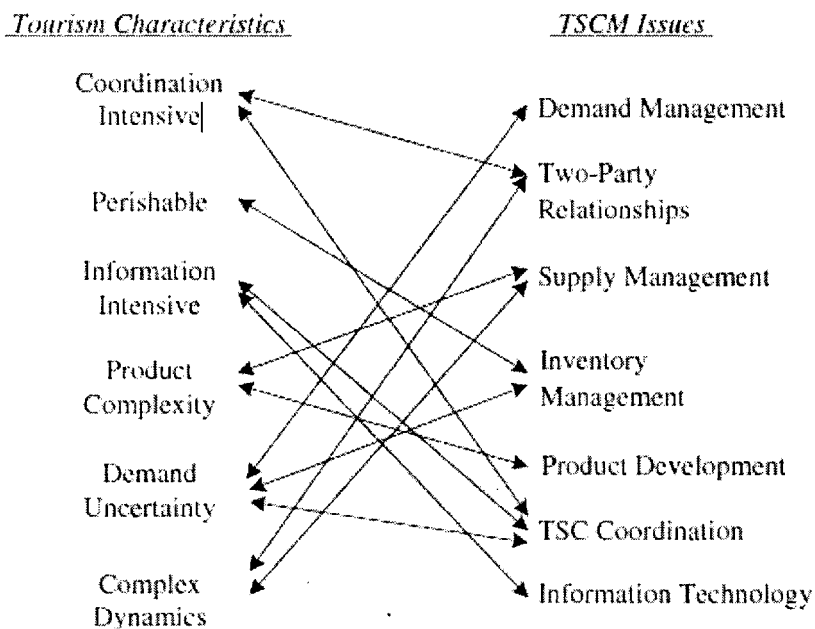 Tourism Characteristics
Coordination
Intensive
Perishable
Information
Intensive
Product
Complexity
Demand
Uncertainty
Complex
Dynamics
TSCM Issues
Demand Management
Two-Party
Relationships
Supply Management
Inventory
Management
Product Development
TSC Coordination
Information Technology